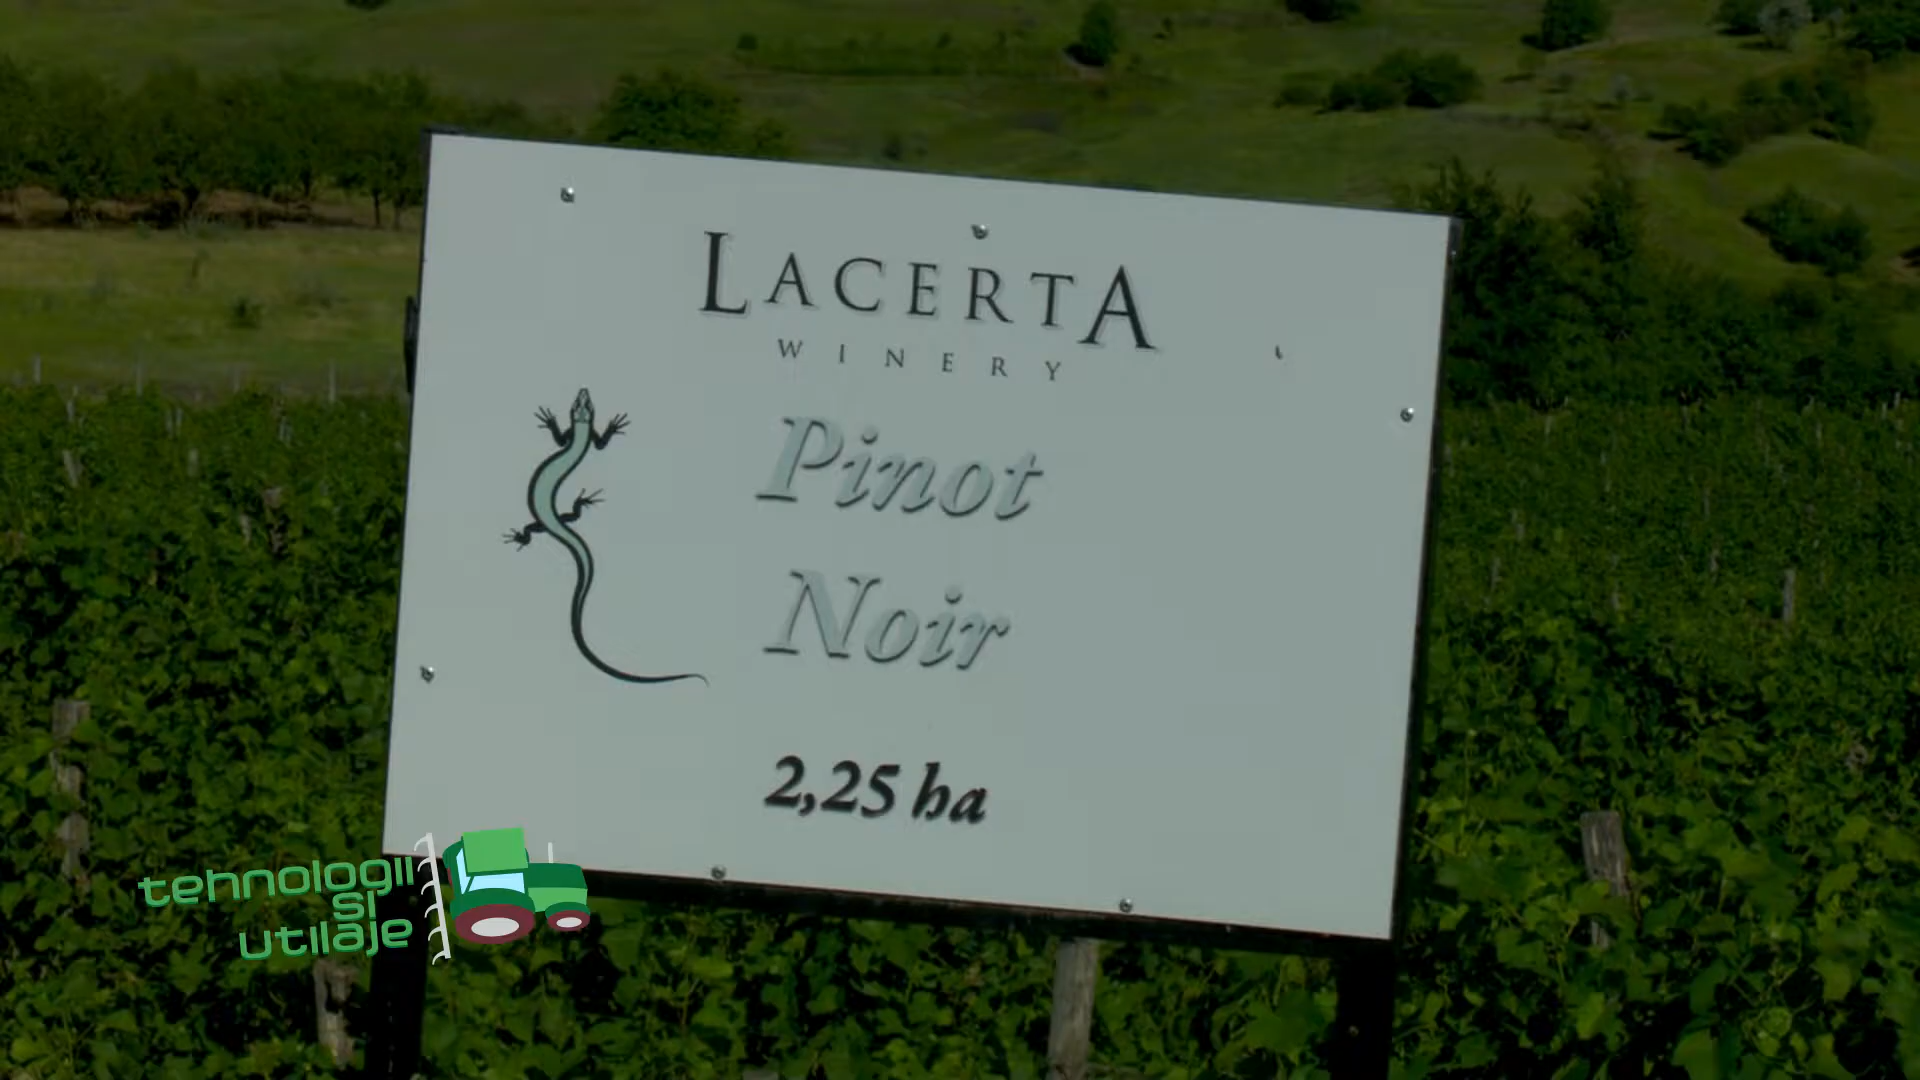 LACERTA
WINERY
Pinot
Noir
2,25 ha
tehnologii
si
utilaje